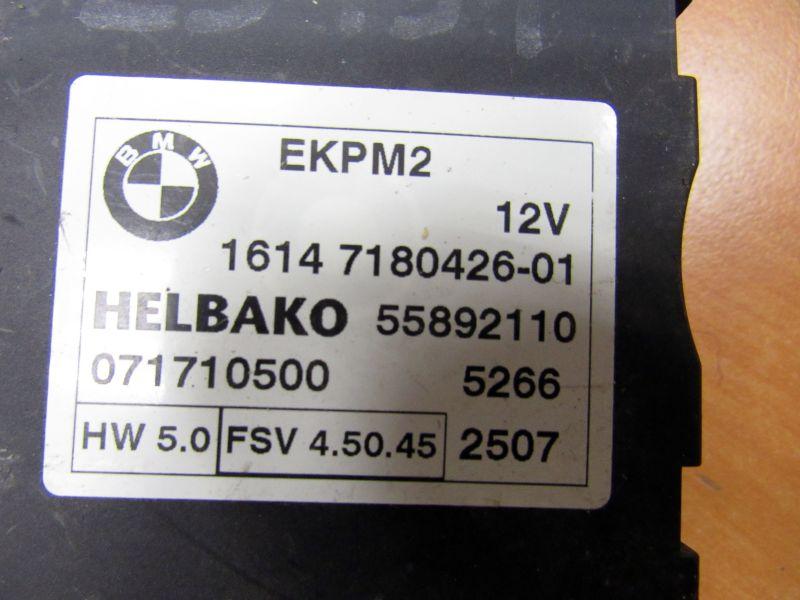 BMW
EKPM2
12V
1614 7180426-01
HELBAKO 55892110
071710500 5266
HW 5.0 FSV 4.50.45 2507